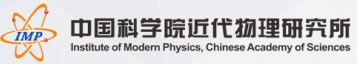 IMP
中国科学院近代物理研究所
Institute of Modern Physics, Chinese Academy of Sciences